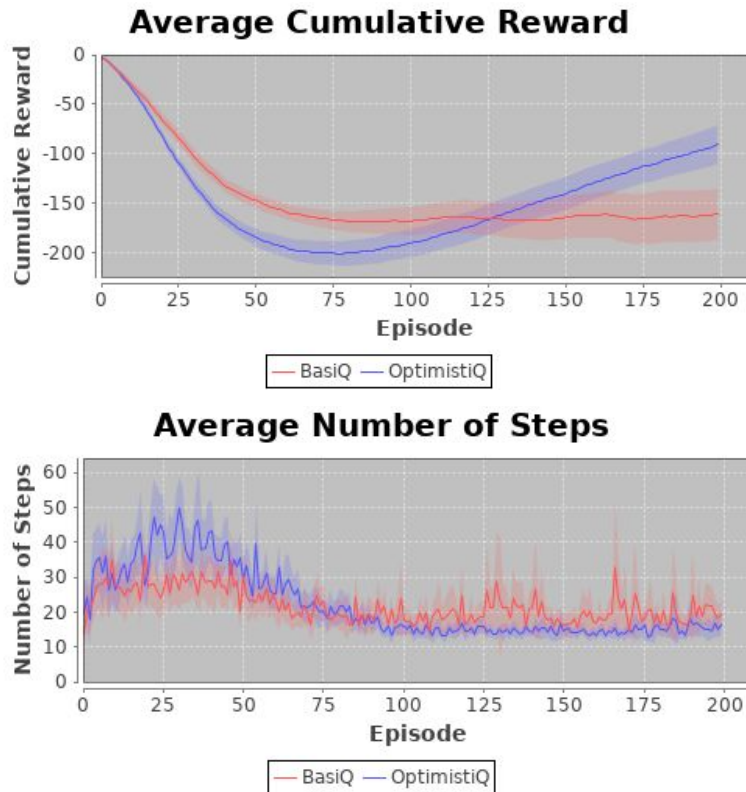 Average Cumulative Reward
Cumulative Reward
0
-50
-100
-150
-200
0 25 50 75 100 125 150 175 200
Episode
BasiQ OptimistiQ
Average Number of Steps
Number of Steps
60
50
40
30
20
10
0
0 25 50 75 100 125 150 175 200
Episode
BasiQ OptimistiQ